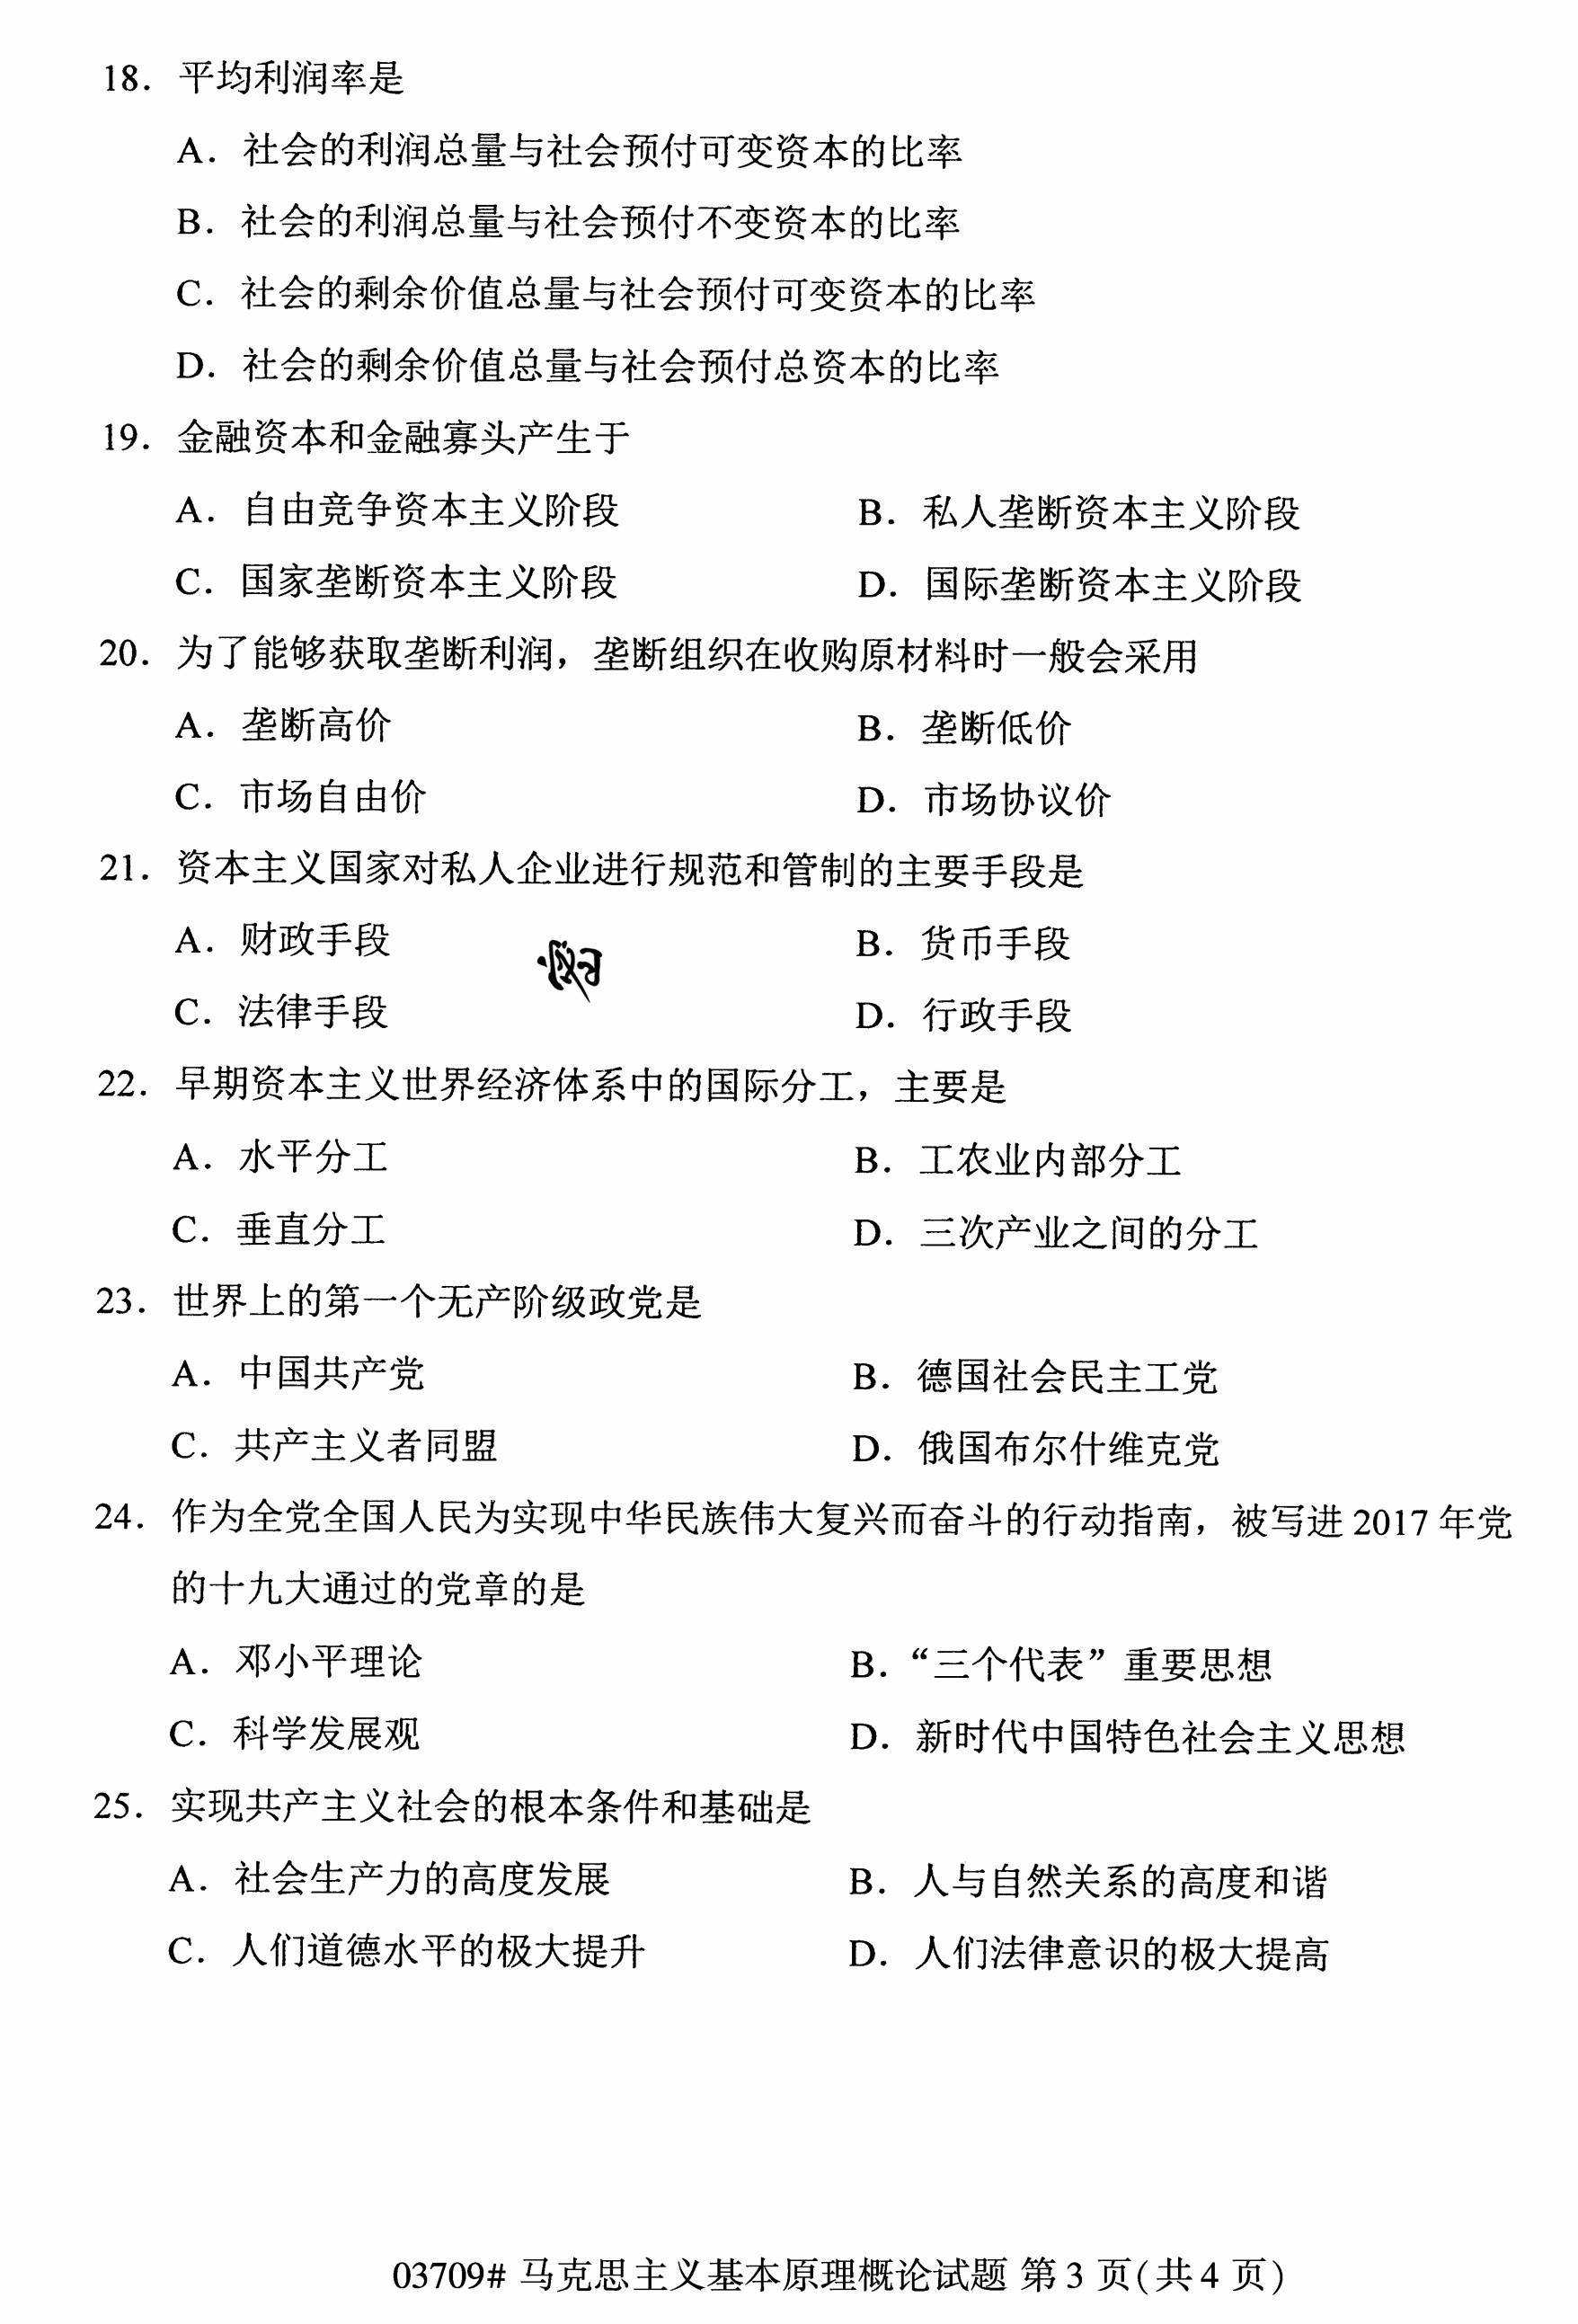 18. 平均利润率是
A. 社会的利润总量与社会预付可变资本的比率
B. 社会的利润总量与社会预付不变资本的比率
C. 社会的剩余价值总量与社会预付可变资本的比率
D. 社会的剩余价值总量与社会预付总资本的比率
19. 金融资本和金融寡头产生于
A. 自由竞争资本主义阶段 B. 私人垄断资本主义阶段
C. 国家垄断资本主义阶段 D. 国际垄断资本主义阶段
20. 为了能够获取垄断利润，垄断组织在收购原材料时一般会采用
A. 垄断高价 B. 垄断低价
C. 市场自由价 D. 市场协议价
21. 资本主义国家对私人企业进行规范和管制的主要手段是
A. 财政手段 B. 货币手段
C. 法律手段 D. 行政手段
22. 早期资本主义世界经济体系中的国际分工，主要是
A. 水平分工 B. 工农业内部分工
C. 垂直分工 D. 三次产业之间的分工
23. 世界上的第一个无产阶级政党是
A. 中国共产党 B. 德国社会民主工党
C. 共产主义者同盟 D. 俄国布尔什维克党
24. 作为全党全国人民为实现中华民族伟大复兴而奋斗的行动指南，被写进 2017 年党
的十九大通过的党章的是
A. 邓小平理论 B. “三个代表”重要思想
C. 科学发展观 D. 新时代中国特色社会主义思想
25. 实现共产主义社会的根本条件和基础是
A. 社会生产力的高度发展 B. 人与自然关系的高度和谐
C. 人们道德水平的极大提升 D. 人们法律意识的极大提高
03709# 马克思主义基本原理概论试题 第 3 页(共 4 页)